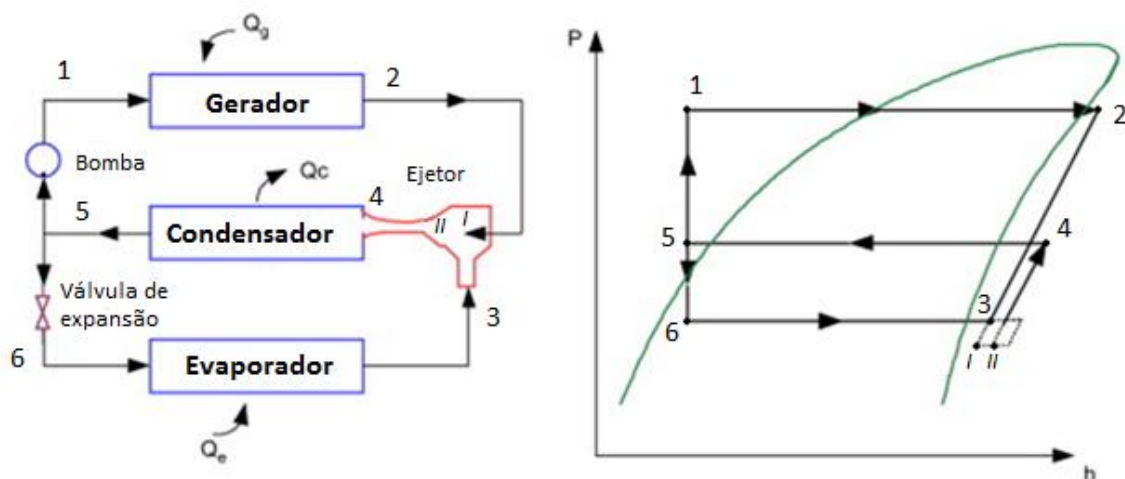 Qg
1
2
Gerador
Bomba
Qc
4
Ejetor
5
Condensador
II
I
Válvula de
expansão
3
6
Evaporador
Qe
P
1
2
5
4
3
6
I
II
h